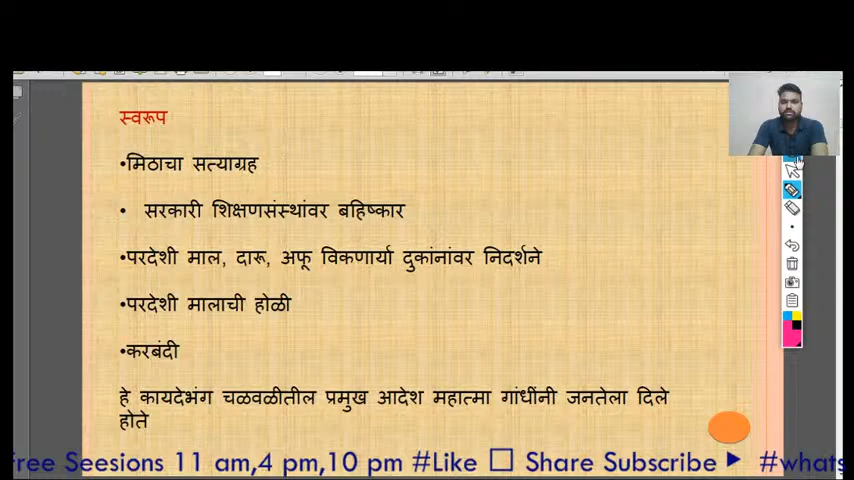 स्वरूप
•मिठाचा सत्याग्रह
• सरकारी शिक्षणसंस्थांवर बहिष्कार
•परदेशी माल, दारू, अफू विकणार्या दुकांनांवर निदर्शने
•परदेशी मालाची होळी
•करबंदी
हे कायदेभंग चळवळीतील प्रमुख आदेश महात्मा गांधींनी जनतेला दिले
होते
ree Seesions 11 am,4 pm,10 pm #Like ☐ Share Subscribe ▶ #whats